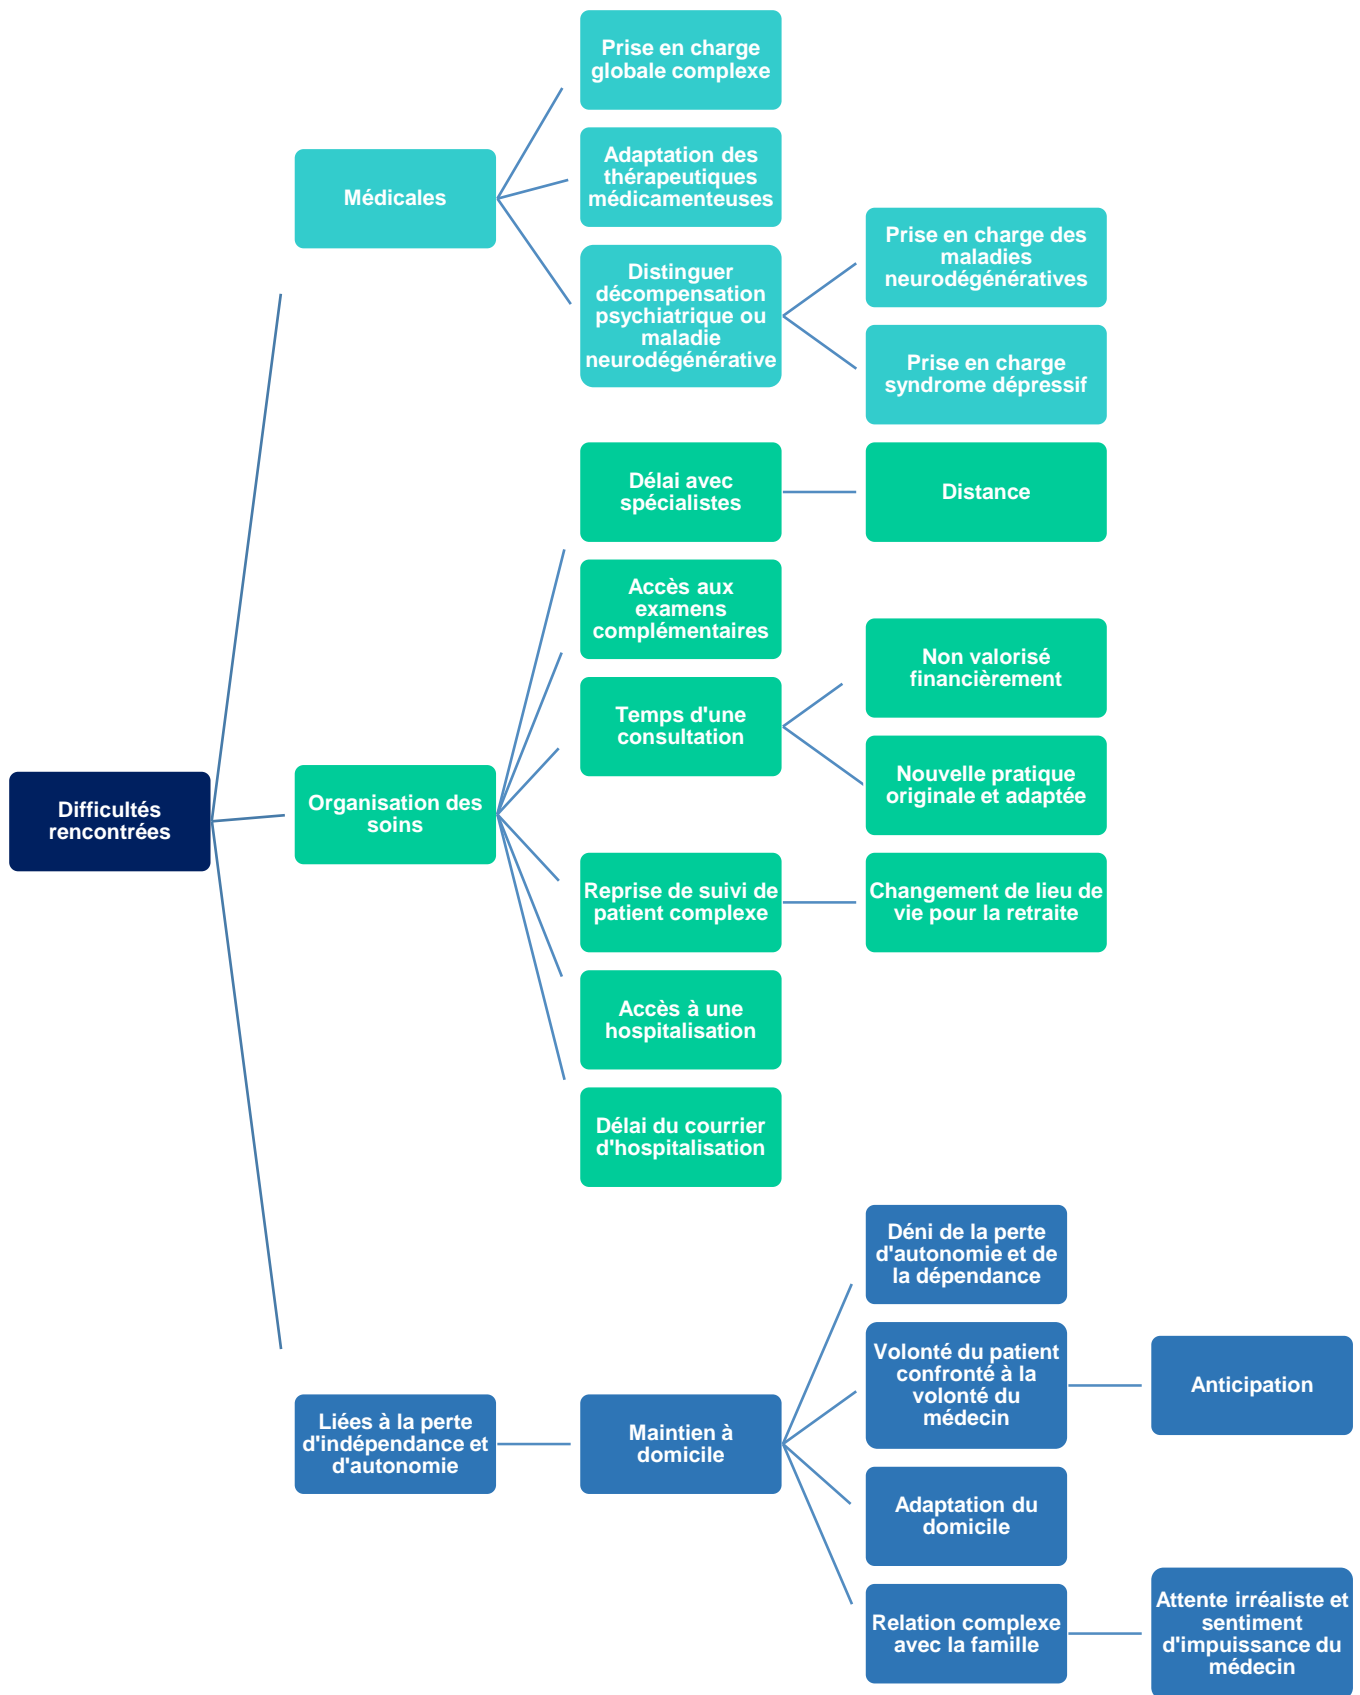 Difficultés
rencontrées
Médicales
Prise en charge
globale complexe
Adaptation des
thérapeutiques
médicamenteuses
Distinguer
décompensation
psychiatrique ou
maladie
neurodégénérative
Prise en charge des
maladies
neurodégénératives
Prise en charge
syndrome dépressif
Organisation des
soins
Délai avec
spécialistes
Distance
Accès aux
examens
complémentaires
Temps d'une
consultation
Non valorisé
financièrement
Nouvelle pratique
originale et adaptée
Reprise de suivi de
patient complexe
Changement de lieu de
vie pour la retraite
Accès à une
hospitalisation
Délai du courrier
d'hospitalisation
Liées à la perte
d'indépendance et
d'autonomie
Maintien à
domicile
Déni de la perte
d'autonomie et de
la dépendance
Volonté du patient
confronté à la
volonté du
médecin
Anticipation
Adaptation du
domicile
Relation complexe
avec la famille
Attente irréaliste et
sentiment
d'impuissance du
médecin